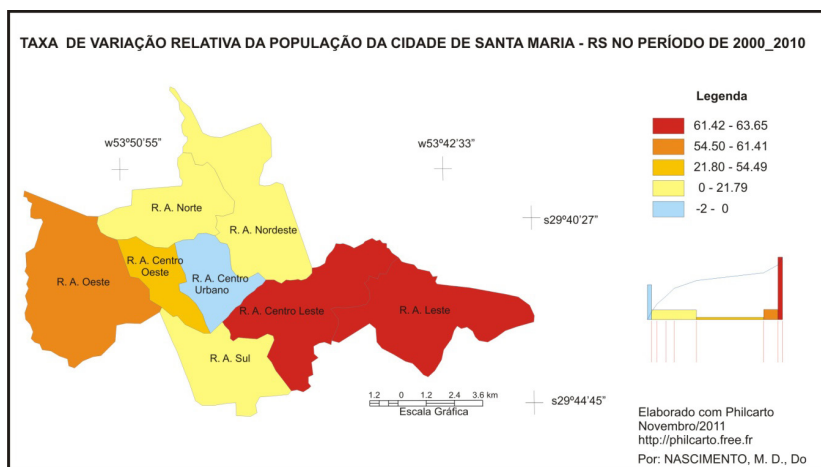 TAXA DE VARIAÇÃO RELATIVA DA POPULAÇÃO DA CIDADE DE SANTA MARIA - RS NO PERÍODO DE 2000_2010
Legenda
61.42 - 63.65
54.50 - 61.41
21.80 - 54.49
0 - 21.79
-2 - 0
w53º50'55"
w53º42'33"
s29º40'27"
R. A. Norte
R. A. Nordeste
R. A. Centro
Oeste
R. A. Centro
Urbano
R. A. Oeste
R. A. Centro Leste
R. A. Leste
R. A. Sul
1.2 0 1.2 2.4 3.6 km
Escala Gráfica
s29º44'45"
Elaborado com Philcarto
Novembro/2011
http://philcarto.free.fr
Por: NASCIMENTO, M. D., Do